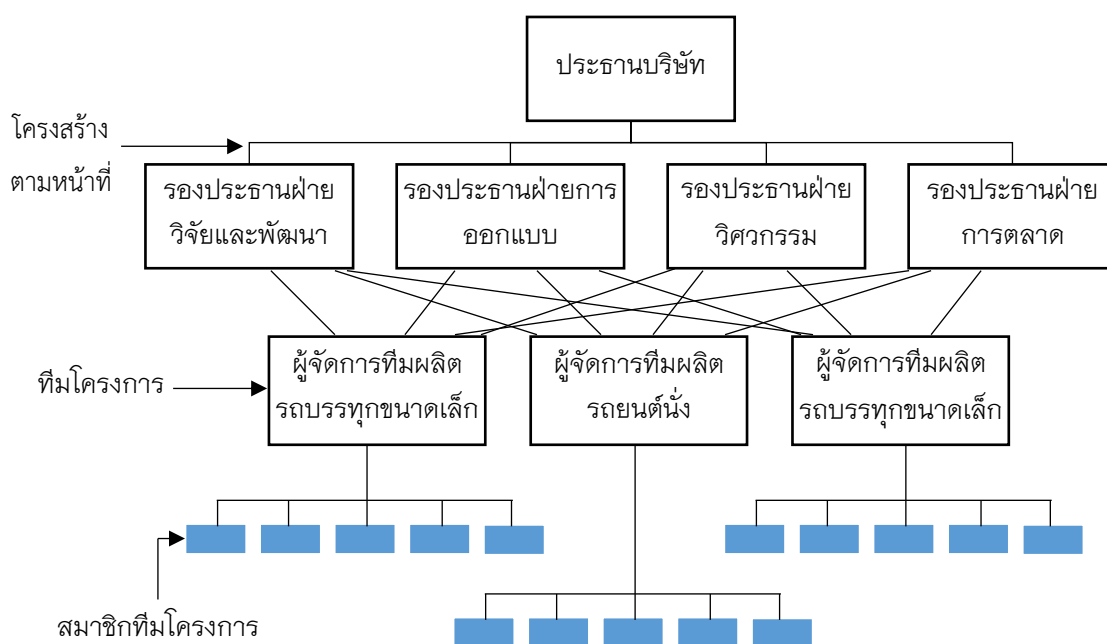 ประธานบริษัท
โครงสร้าง
ตามหน้าที่
รองประธานฝ่าย
วิจัยและพัฒนา
รองประธานฝ่ายการ
ออกแบบ
รองประธานฝ่าย
วิศวกรรม
รองประธานฝ่าย
การตลาด
ทีมโครงการ
ผู้จัดการทีมผลิต
รถบรรทุกขนาดเล็ก
ผู้จัดการทีมผลิต
รถยนต์นั่ง
ผู้จัดการทีมผลิต
รถบรรทุกขนาดเล็ก
สมาชิกทีมโครงการ